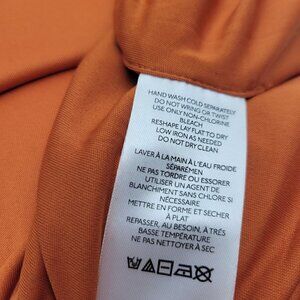 HAND WASH COLD SEPARATELY
DO NOT WRING OR TWIST
USE ONLY NON-CHLORINE
BLEACH
RESHAPE LAY FLAT TO DRY
LOW IRON AS NEEDED
DO NOT DRY CLEAN
LAVER À LA MAIN À L'EAU FROIDE
SÉPARÉMEN
NE PAS TORDRE OU ESSORER
UTILISER UN AGENT DE
BLANCHIMENT SANS CHLORE SI
NÉCESSAIRE
METTRE EN FORME ET SECHER
À PLAT
REPASSER, AU BESOIN, À TRÈS
BASSE TEMPÉRATURE
NE PAS NETTOYER À SEC